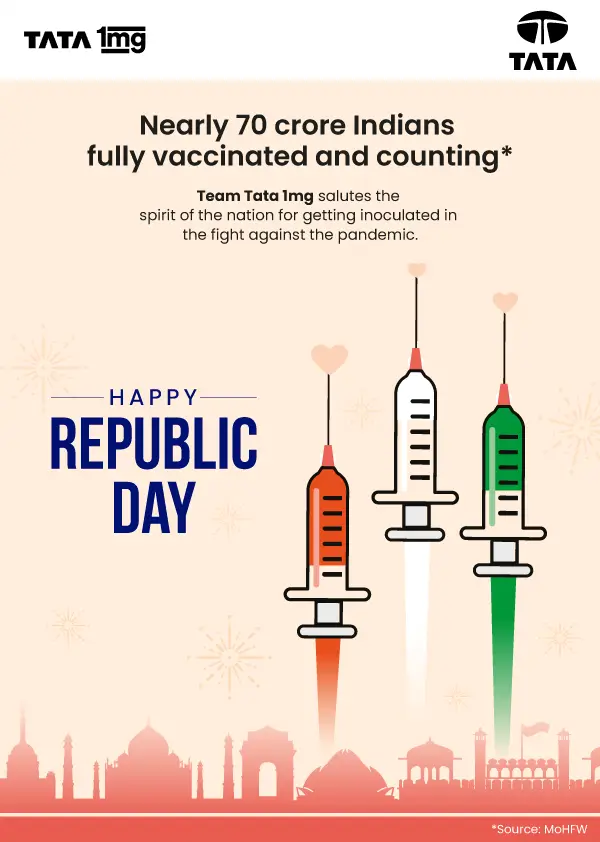 TATA 1mg
TATA
Nearly 70 crore Indians
fully vaccinated and counting*
Team Tata 1mg salutes the
spirit of the nation for getting inoculated in
the fight against the pandemic.
HAPPY
REPUBLIC
DAY
*Source: MoHFW